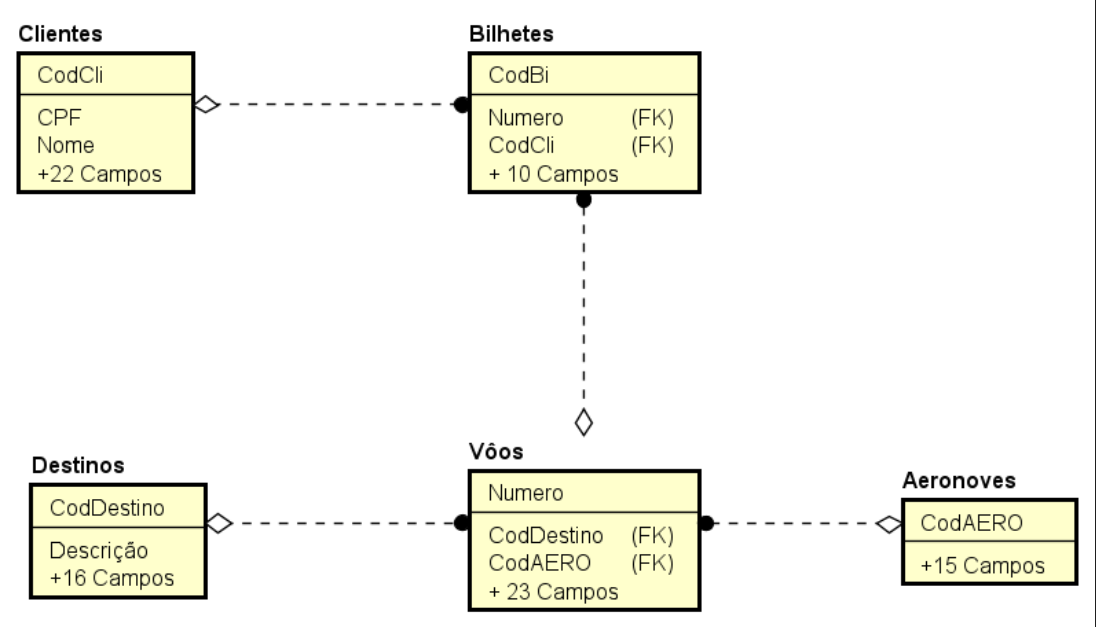 Clientes
CodCli
CPF
Nome
+22 Campos
Bilhetes
CodBi
Numero (FK)
CodCli (FK)
+ 10 Campos
Destinos
CodDestino
Descrição
+16 Campos
Vôos
Numero
CodDestino (FK)
CodAERO (FK)
+ 23 Campos
Aeronoves
CodAERO
+15 Campos